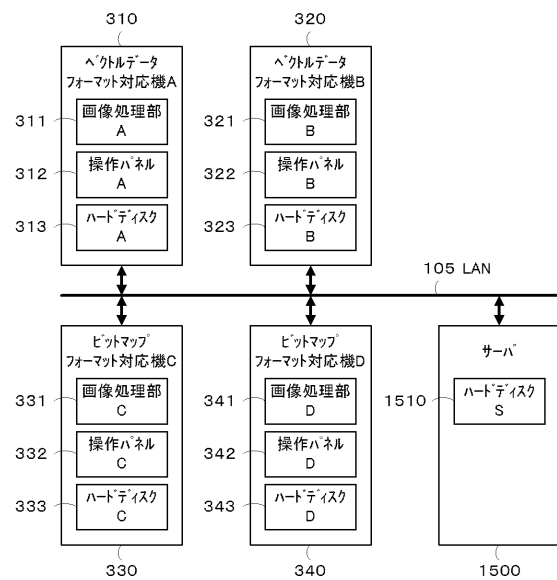 310
320
ﾍﾞｸﾄﾙﾃﾞｰﾀ
ﾌｫｰﾏｯﾄ対応機A
311
画像処理部
A
312
操作ﾊﾟﾈﾙ
A
313
ﾊｰﾄﾞﾃﾞｨｽｸ
A
ﾍﾞｸﾄﾙﾃﾞｰﾀ
ﾌｫｰﾏｯﾄ対応機B
321
画像処理部
B
322
操作ﾊﾟﾈﾙ
B
323
ﾊｰﾄﾞﾃﾞｨｽｸ
B
105 LAN
ﾋﾞｯﾄﾏｯﾌﾟ
ﾌｫｰﾏｯﾄ対応機C
331
画像処理部
C
332
操作ﾊﾟﾈﾙ
C
333
ﾊｰﾄﾞﾃﾞｨｽｸ
C
330
ﾋﾞｯﾄﾏｯﾌﾟ
ﾌｫｰﾏｯﾄ対応機D
341
画像処理部
D
342
操作ﾊﾟﾈﾙ
D
343
ﾊｰﾄﾞﾃﾞｨｽｸ
D
340
ｻｰﾊﾞ
1510
ﾊｰﾄﾞﾃﾞｨｽｸ
S
1500